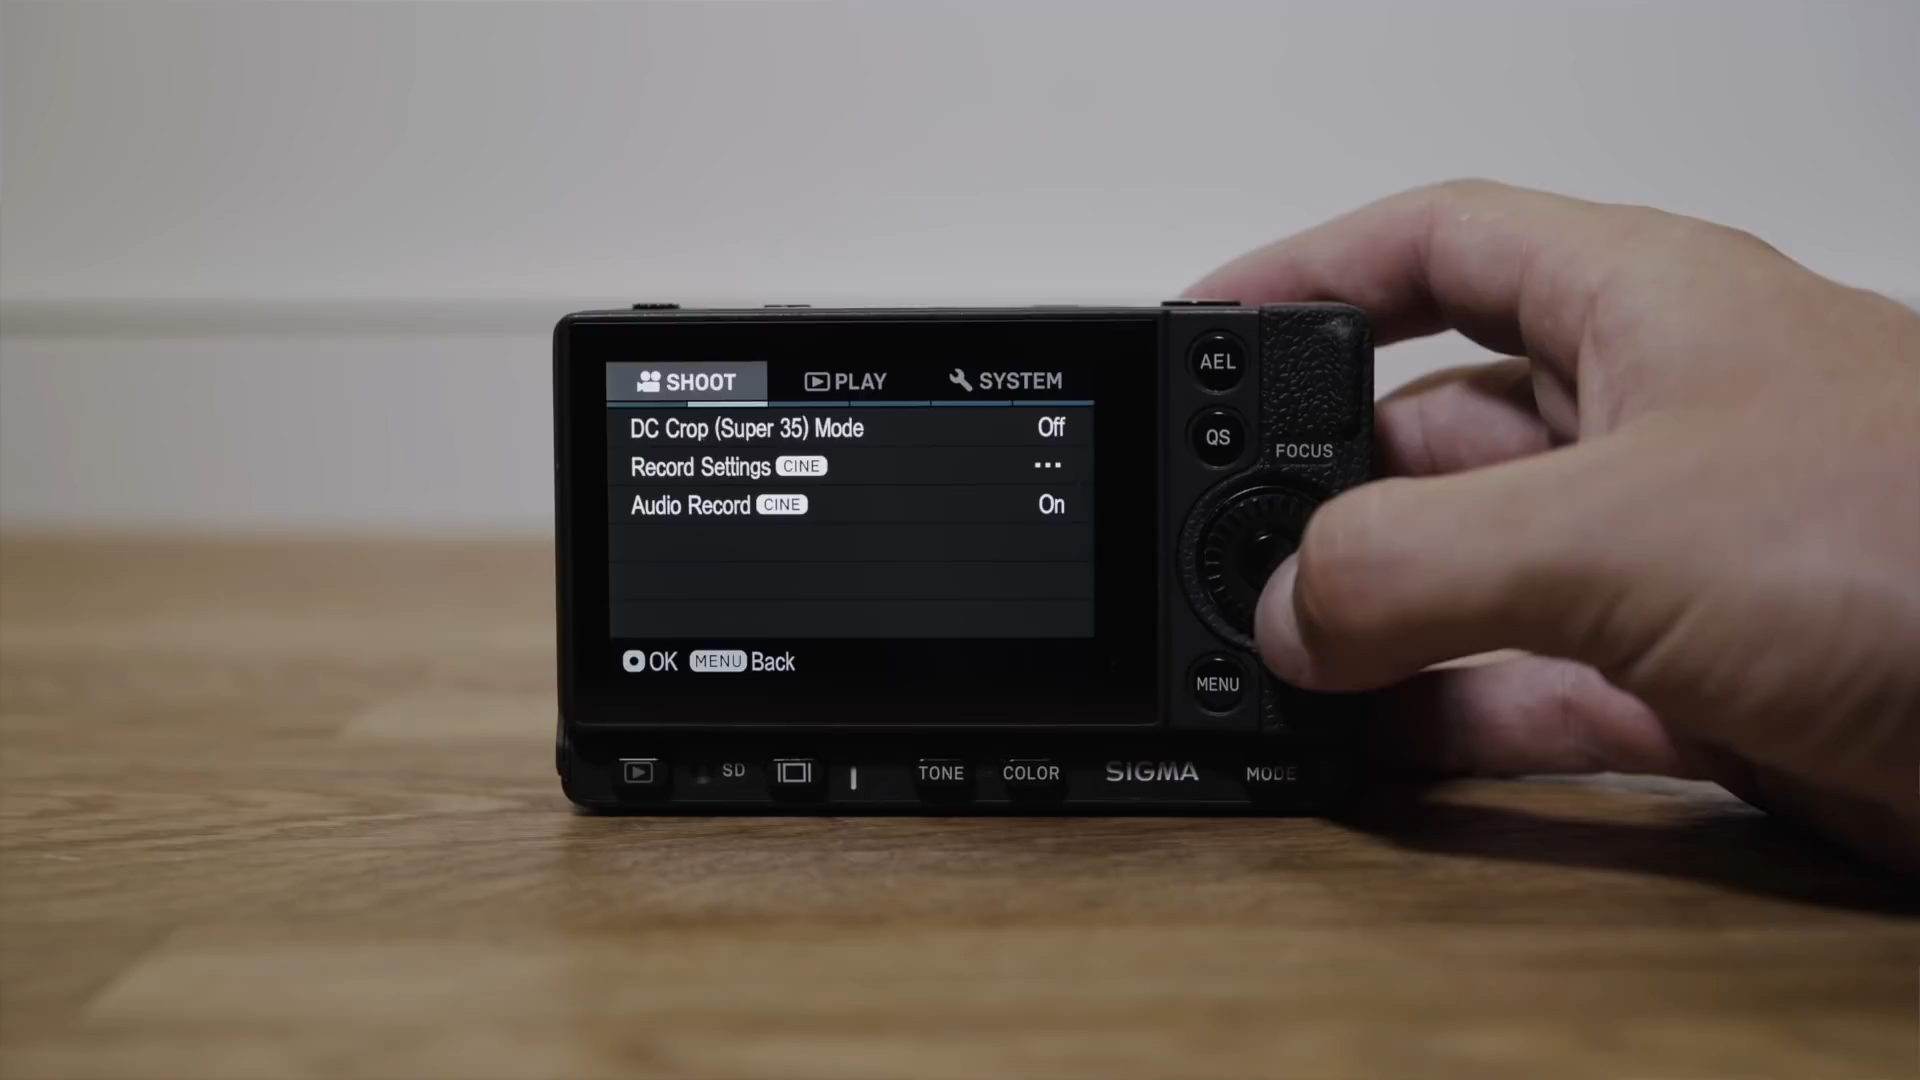 SHOOT PLAY SYSTEM
DC Crop (Super 35) Mode Off
Record Settings CINE ...
Audio Record CINE On
OK MENU Back
AEL
QS
FOCUS
MENU
SD TONE COLOR SIGMA MODE